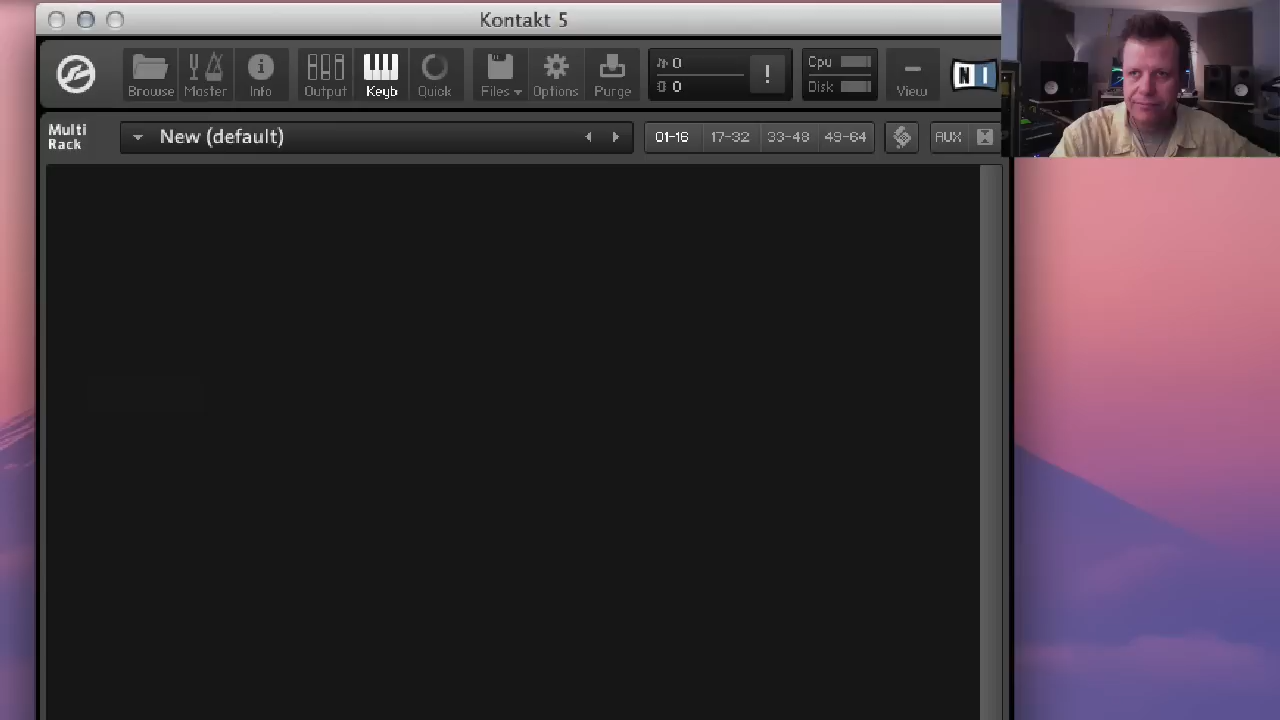 Kontakt 5
Browse Master Info Output Keyb Quick Files Options Purge View
0
0
!
Cpu
Disk
NI
Multi
Rack
New (default)
01-16 17-32 33-48 49-64 AUX